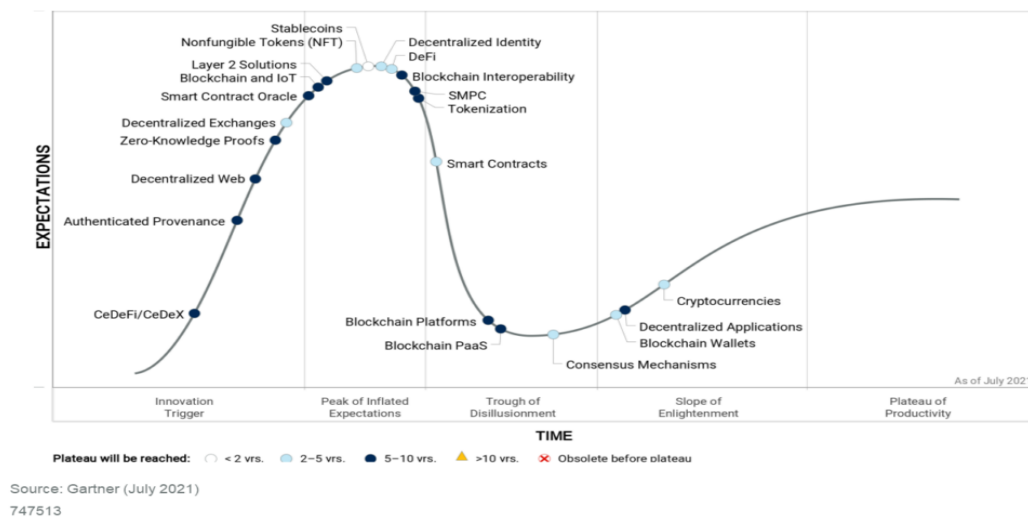 Stablecoins
Nonfungible Tokens (NFT)
Decentralized Identity
DeFi
Layer 2 Solutions
Blockchain Interoperability
Blockchain and IoT
Smart Contract Oracle
SMPC
Tokenization
Decentralized Exchanges
Zero-Knowledge Proofs
Smart Contracts
Decentralized Web
Authenticated Provenance
EXPECTATIONS
CeDeFi/CeDeX
Cryptocurrencies
Blockchain Platforms
Decentralized Applications
Blockchain PaaS
Blockchain Wallets
Consensus Mechanisms
As of July 2021
Innovation
Trigger
Peak of Inflated
Expectations
Trough of
Disillusionment
Slope of
Enlightenment
Plateau of
Productivity
TIME
Plateau will be reached: < 2 yrs. 2–5 yrs. 5–10 yrs. >10 yrs. Obsolete before plateau
Source: Gartner (July 2021)
747513